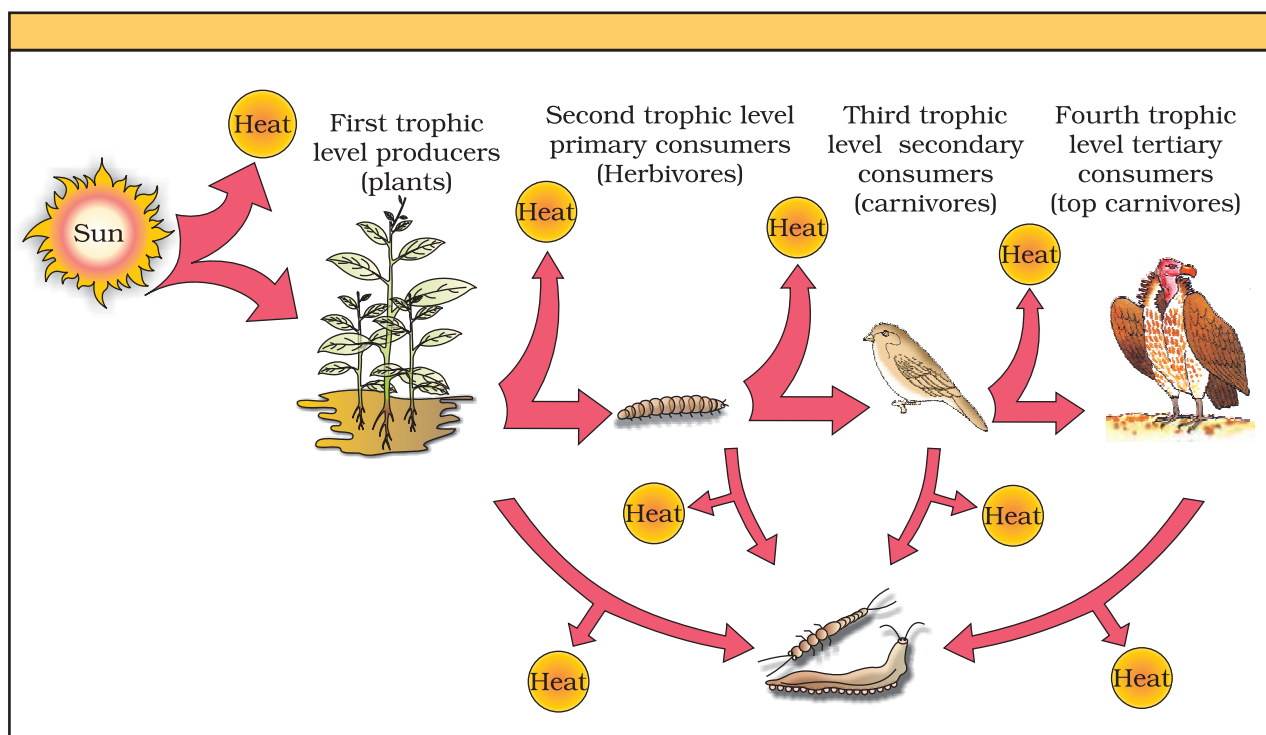 Heat
First trophic
level producers
(plants)
Second trophic level
primary consumers
(Herbivores)
Third trophic
level secondary
consumers
(carnivores)
Fourth trophic
level tertiary
consumers
(top carnivores)
Sun
Heat
Heat
Heat
Heat
Heat
Heat
Heat